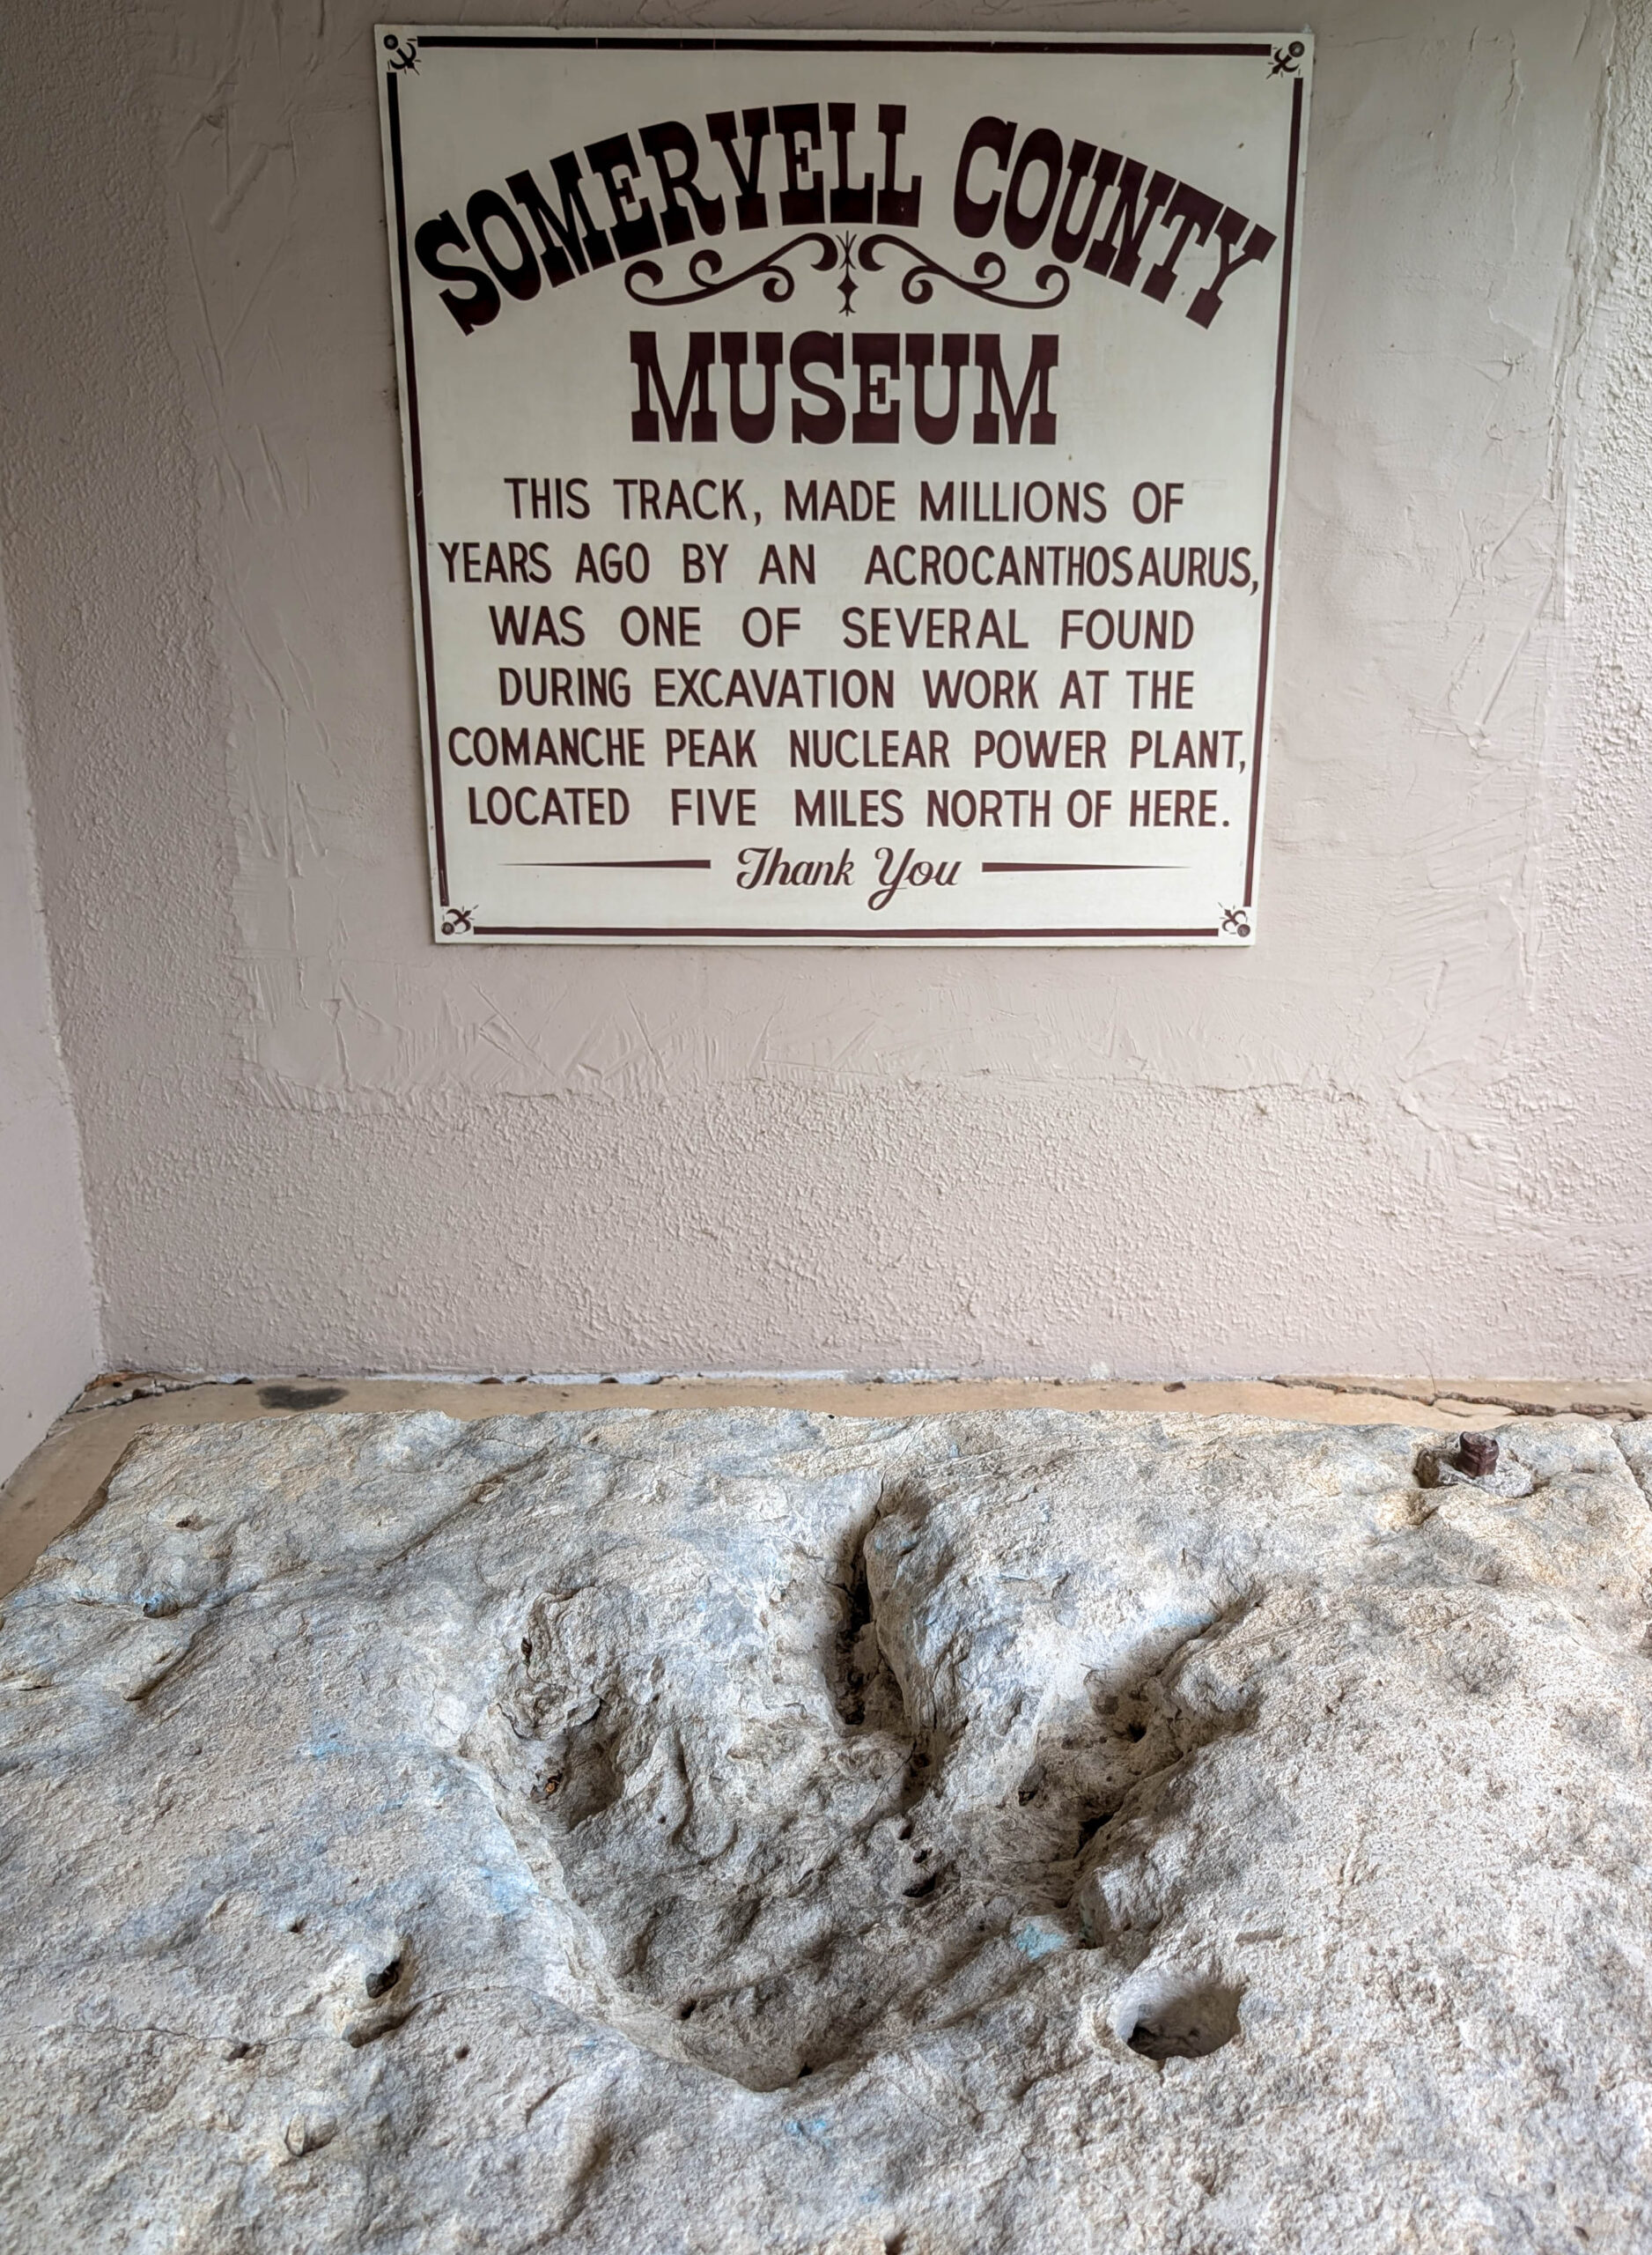 SOMERVELL COUNTY
MUSEUM
THIS TRACK, MADE MILLIONS OF
YEARS AGO BY AN ACROCANTHOSAURUS,
WAS ONE OF SEVERAL FOUND
DURING EXCAVATION WORK AT THE
COMANCHE PEAK NUCLEAR POWER PLANT,
LOCATED FIVE MILES NORTH OF HERE.
Thank You